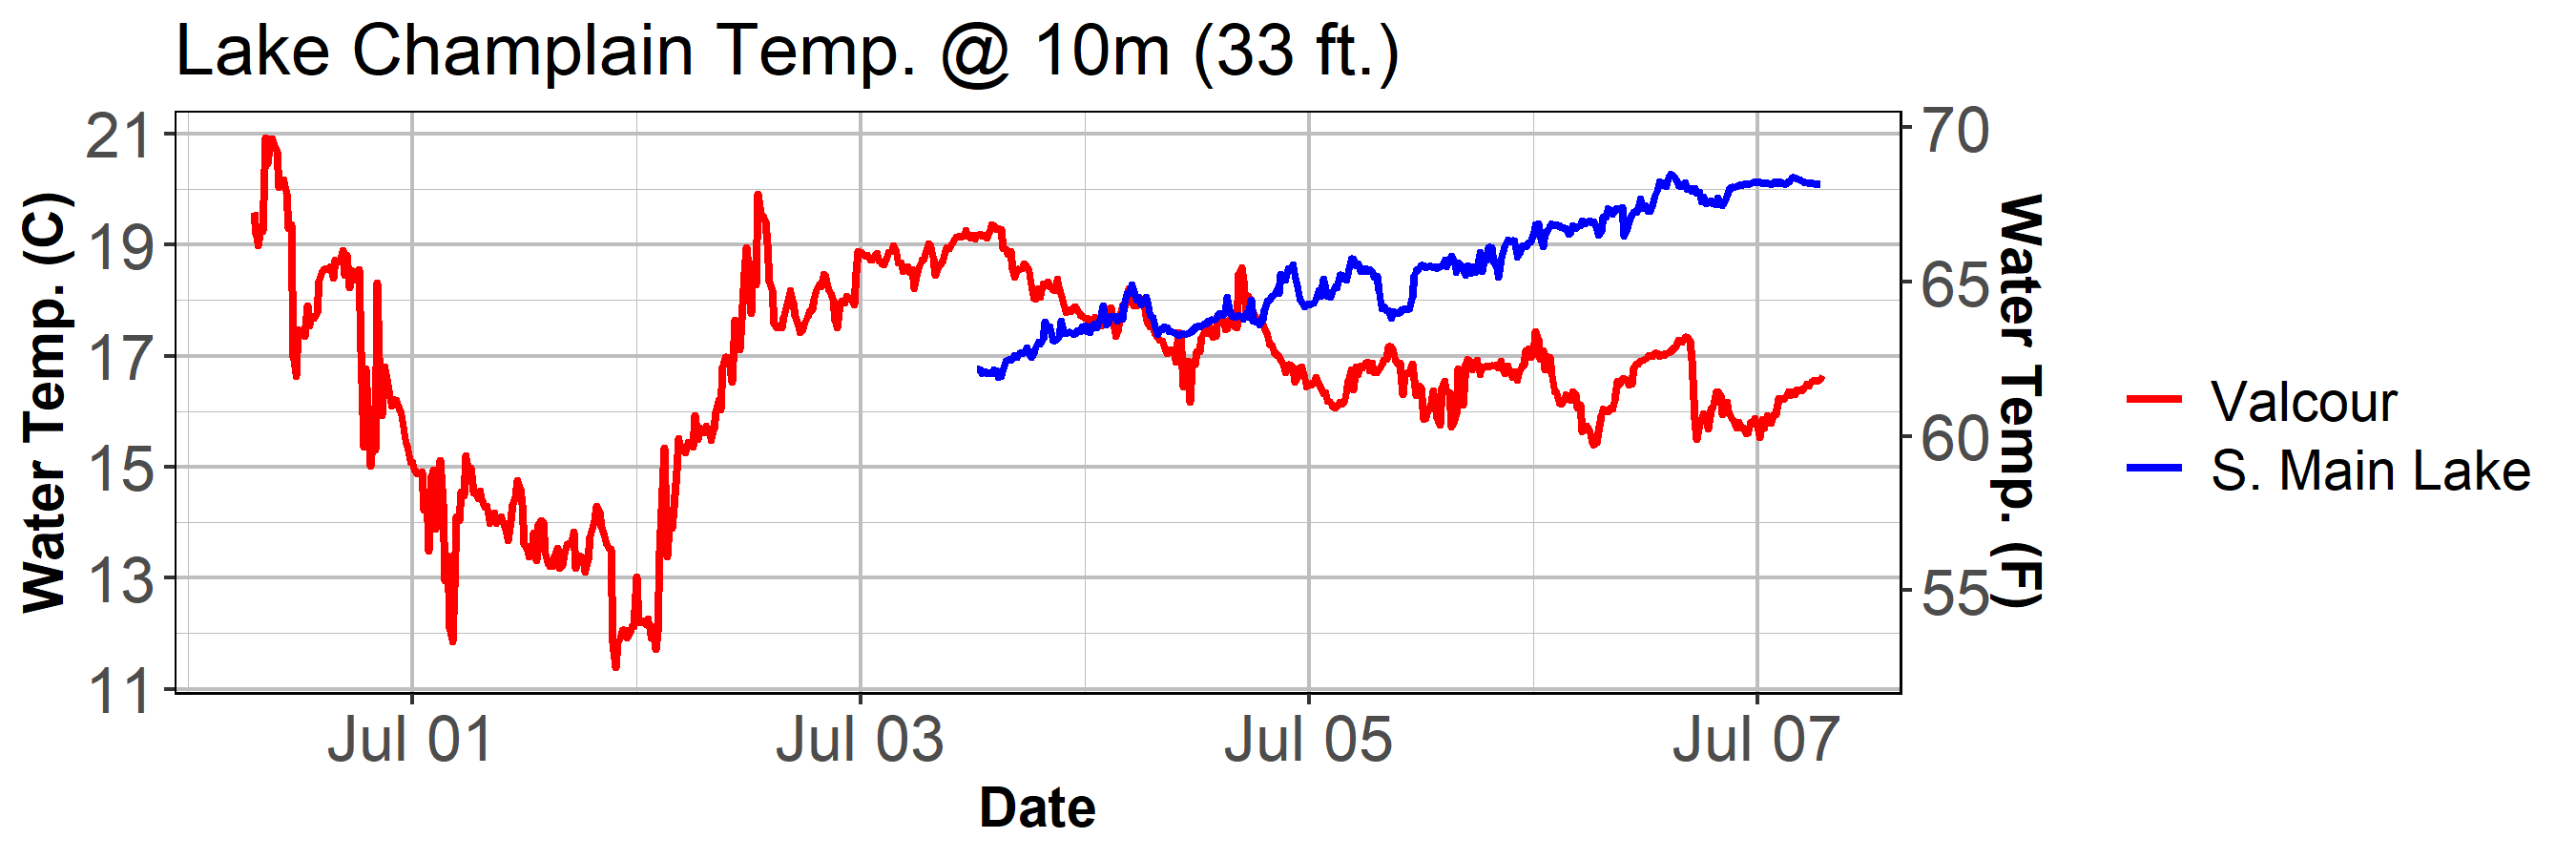 Lake Champlain Temp. @ 10m (33 ft.)
Water Temp. (C)
21
19
17
15
13
11
70
65
60
55
Water Temp. (F)
Jul 01 Jul 03 Jul 05 Jul 07
Date
Valcour
S. Main Lake